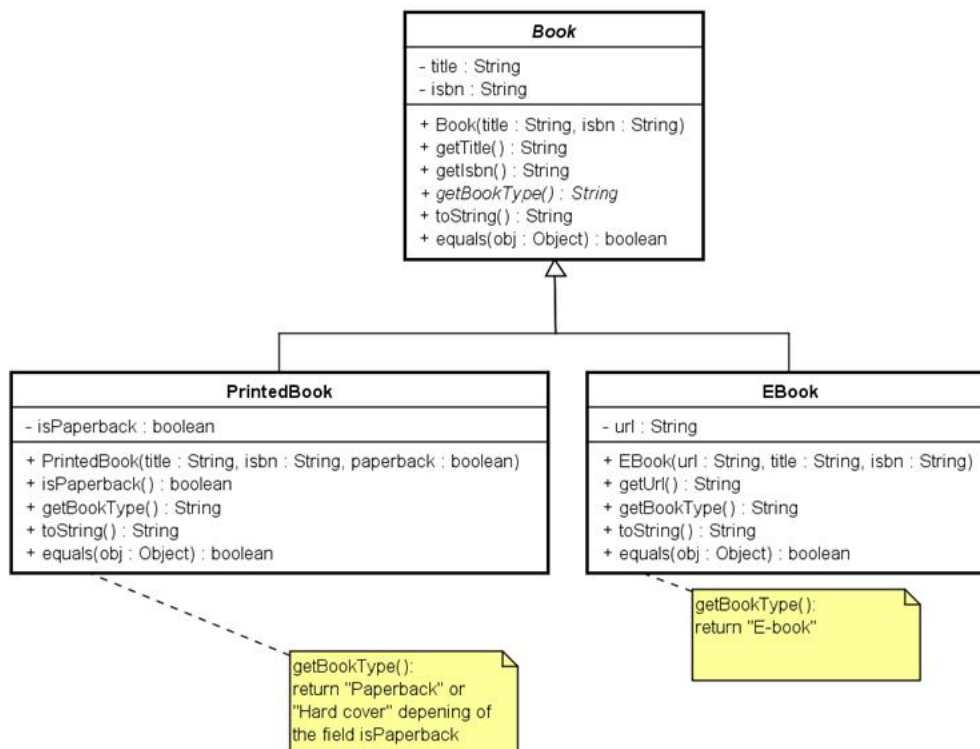 Book
- title : String
- isbn : String
+ Book(title : String, isbn : String)
+ getTitle() : String
+ getIsbn() : String
+ getBookType() : String
+ toString() : String
+ equals(obj : Object) : boolean
PrintedBook
- isPaperback : boolean
+ PrintedBook(title : String, isbn : String, paperback : boolean)
+ isPaperback() : boolean
+ getBookType() : String
+ toString() : String
+ equals(obj : Object) : boolean
EBook
- url : String
+ EBook(url : String, title : String, isbn : String)
+ getUrl() : String
+ getBookType() : String
+ toString() : String
+ equals(obj : Object) : boolean
getBookType():
return "E-book"
getBookType():
return "Paperback" or
"Hard cover" depening of
the field isPaperback